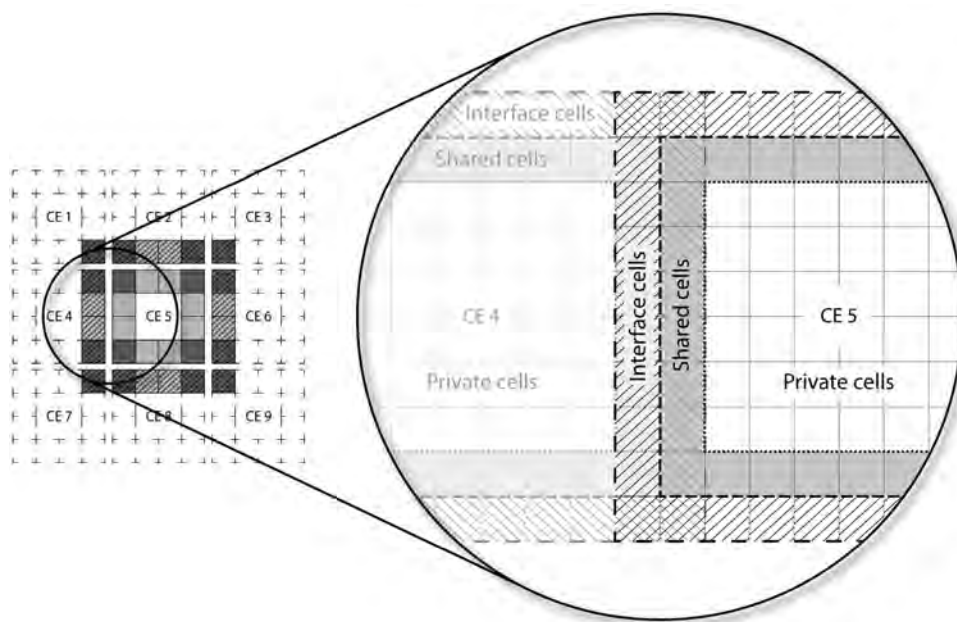 Interface cells
Shared cells
CE 1
CE 2
CE 3
CE 4
CE 5
CE 6
CE 7
CE 8
CE 9
CE 4
Private cells
Interface cells
Shared cells
CE 5
Private cells